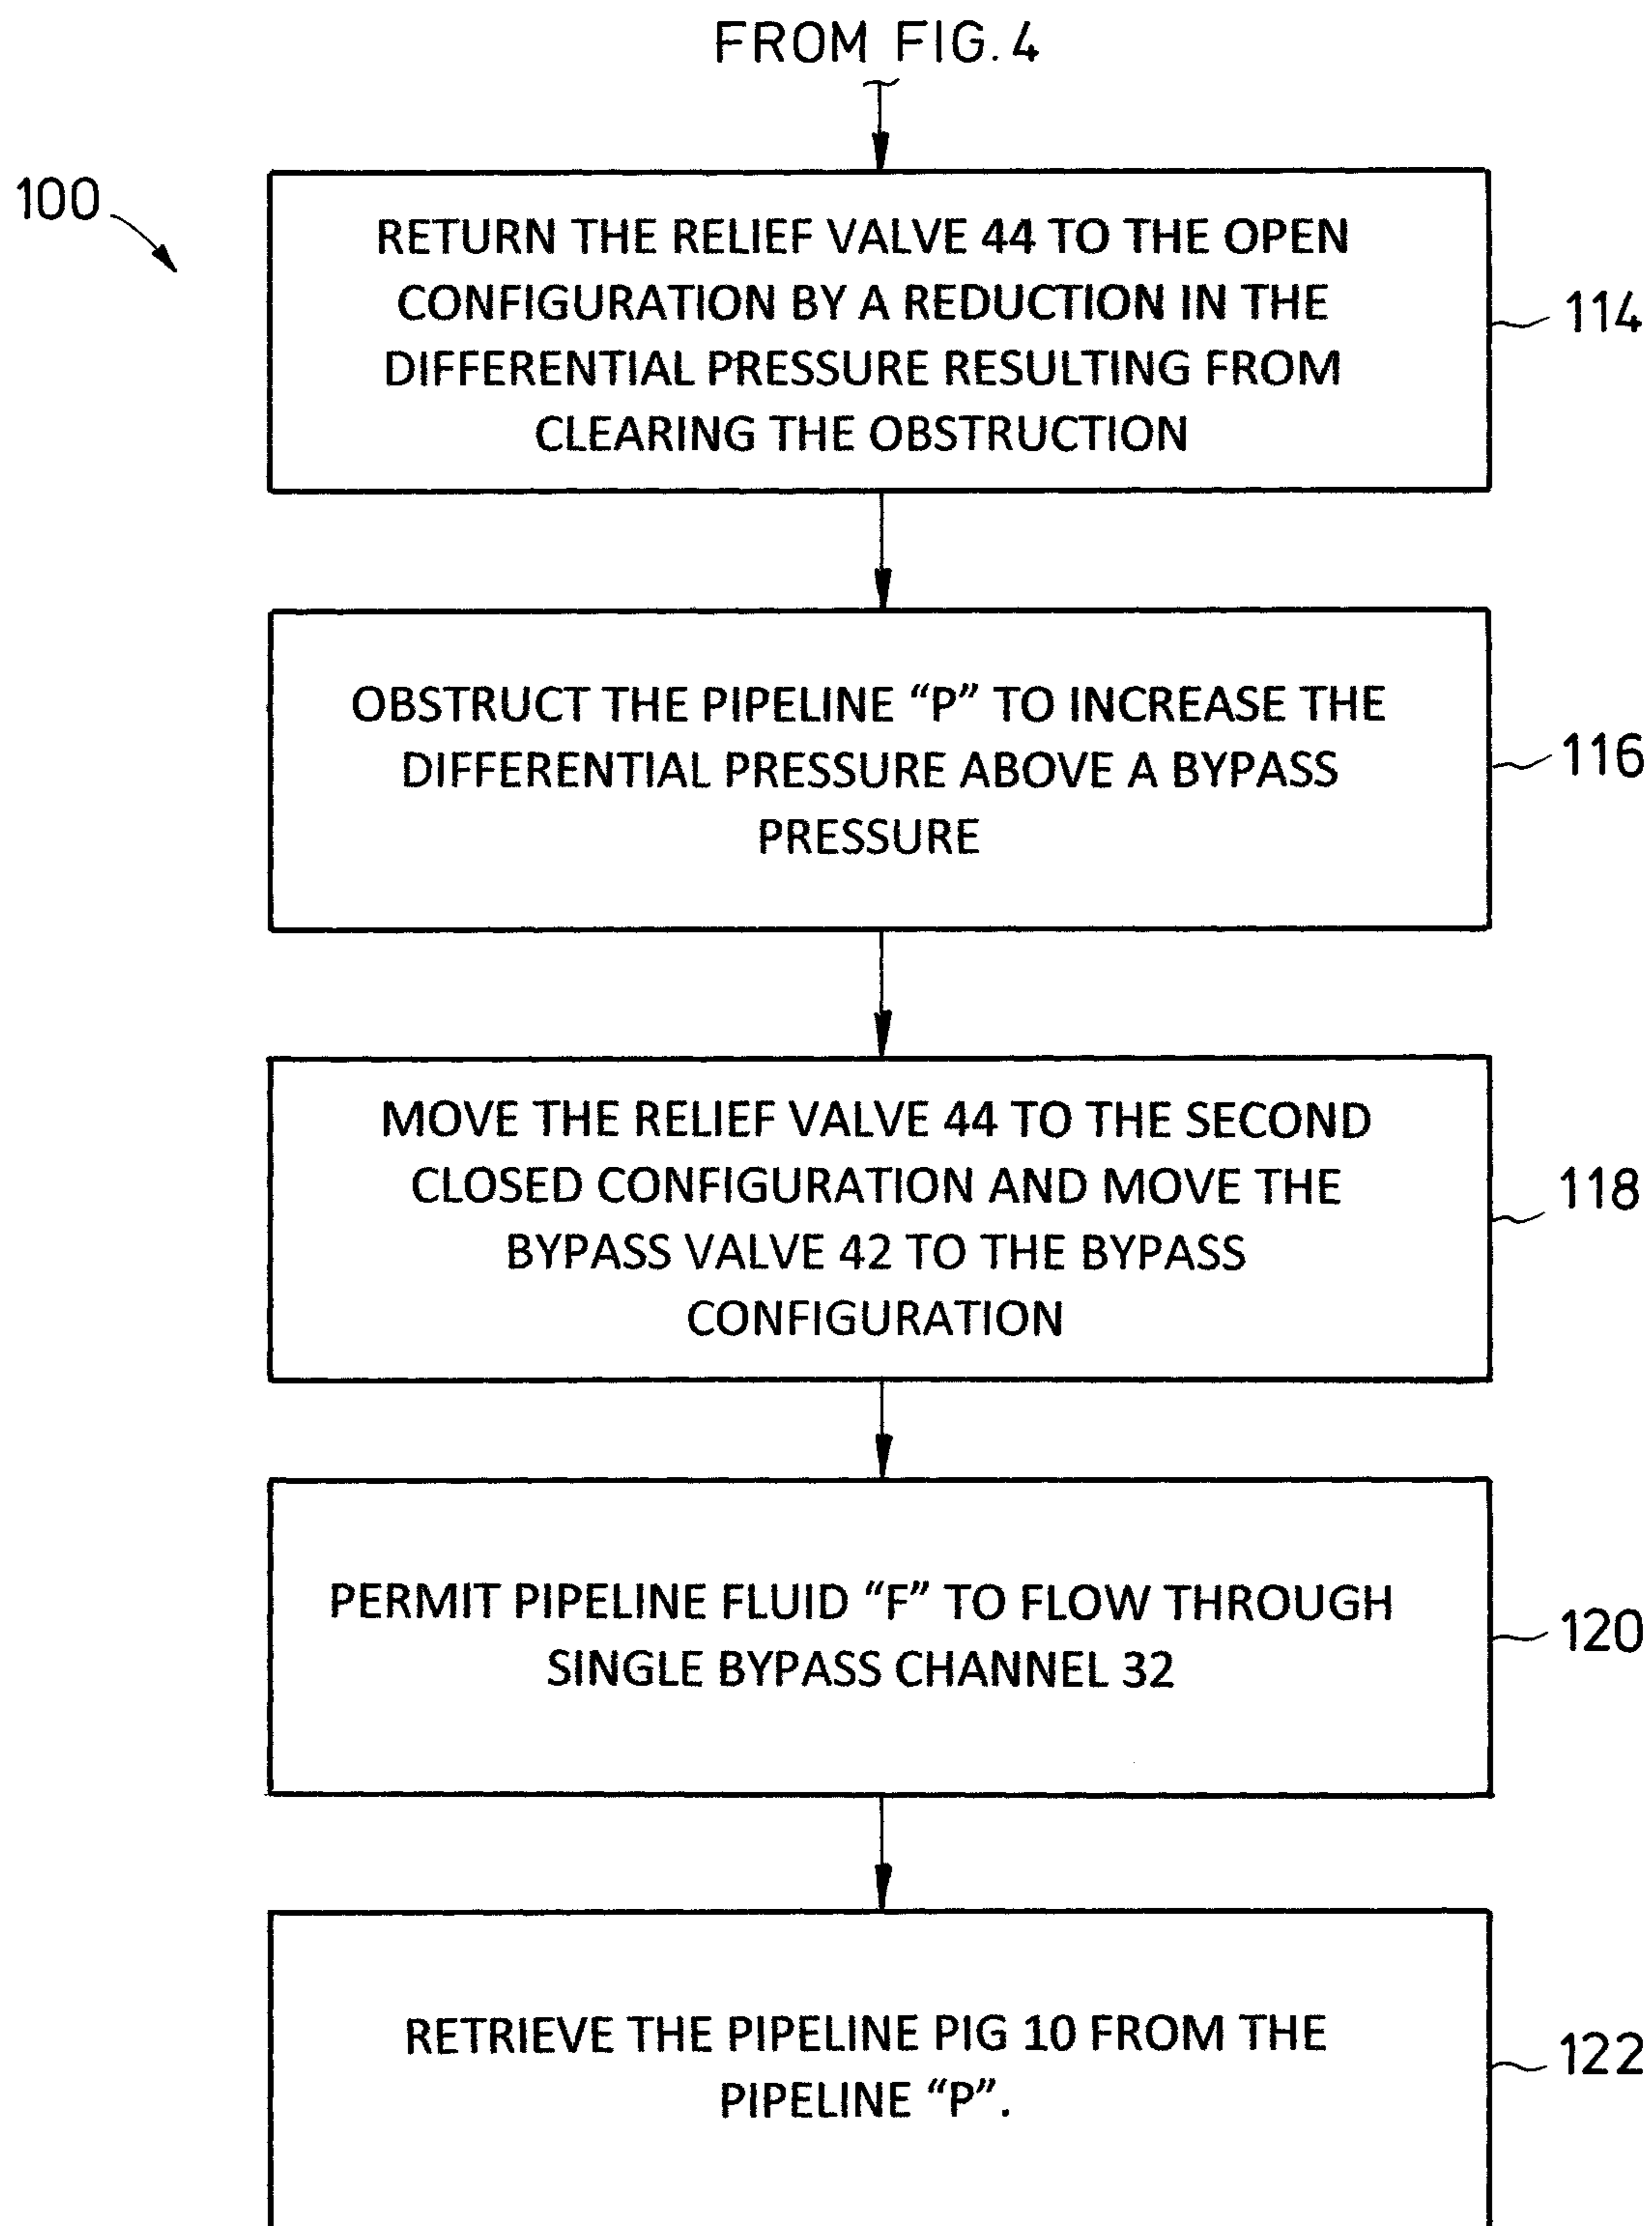 FROM FIG. 4
100
RETURN THE RELIEF VALVE 44 TO THE OPEN
CONFIGURATION BY A REDUCTION IN THE
DIFFERENTIAL PRESSURE RESULTING FROM
CLEARING THE OBSTRUCTION
114
OBSTRUCT THE PIPELINE “P” TO INCREASE THE
DIFFERENTIAL PRESSURE ABOVE A BYPASS
PRESSURE
116
MOVE THE RELIEF VALVE 44 TO THE SECOND
CLOSED CONFIGURATION AND MOVE THE
BYPASS VALVE 42 TO THE BYPASS
CONFIGURATION
118
PERMIT PIPELINE FLUID “F” TO FLOW THROUGH
SINGLE BYPASS CHANNEL 32
120
RETRIEVE THE PIPELINE PIG 10 FROM THE
PIPELINE “P”.
122